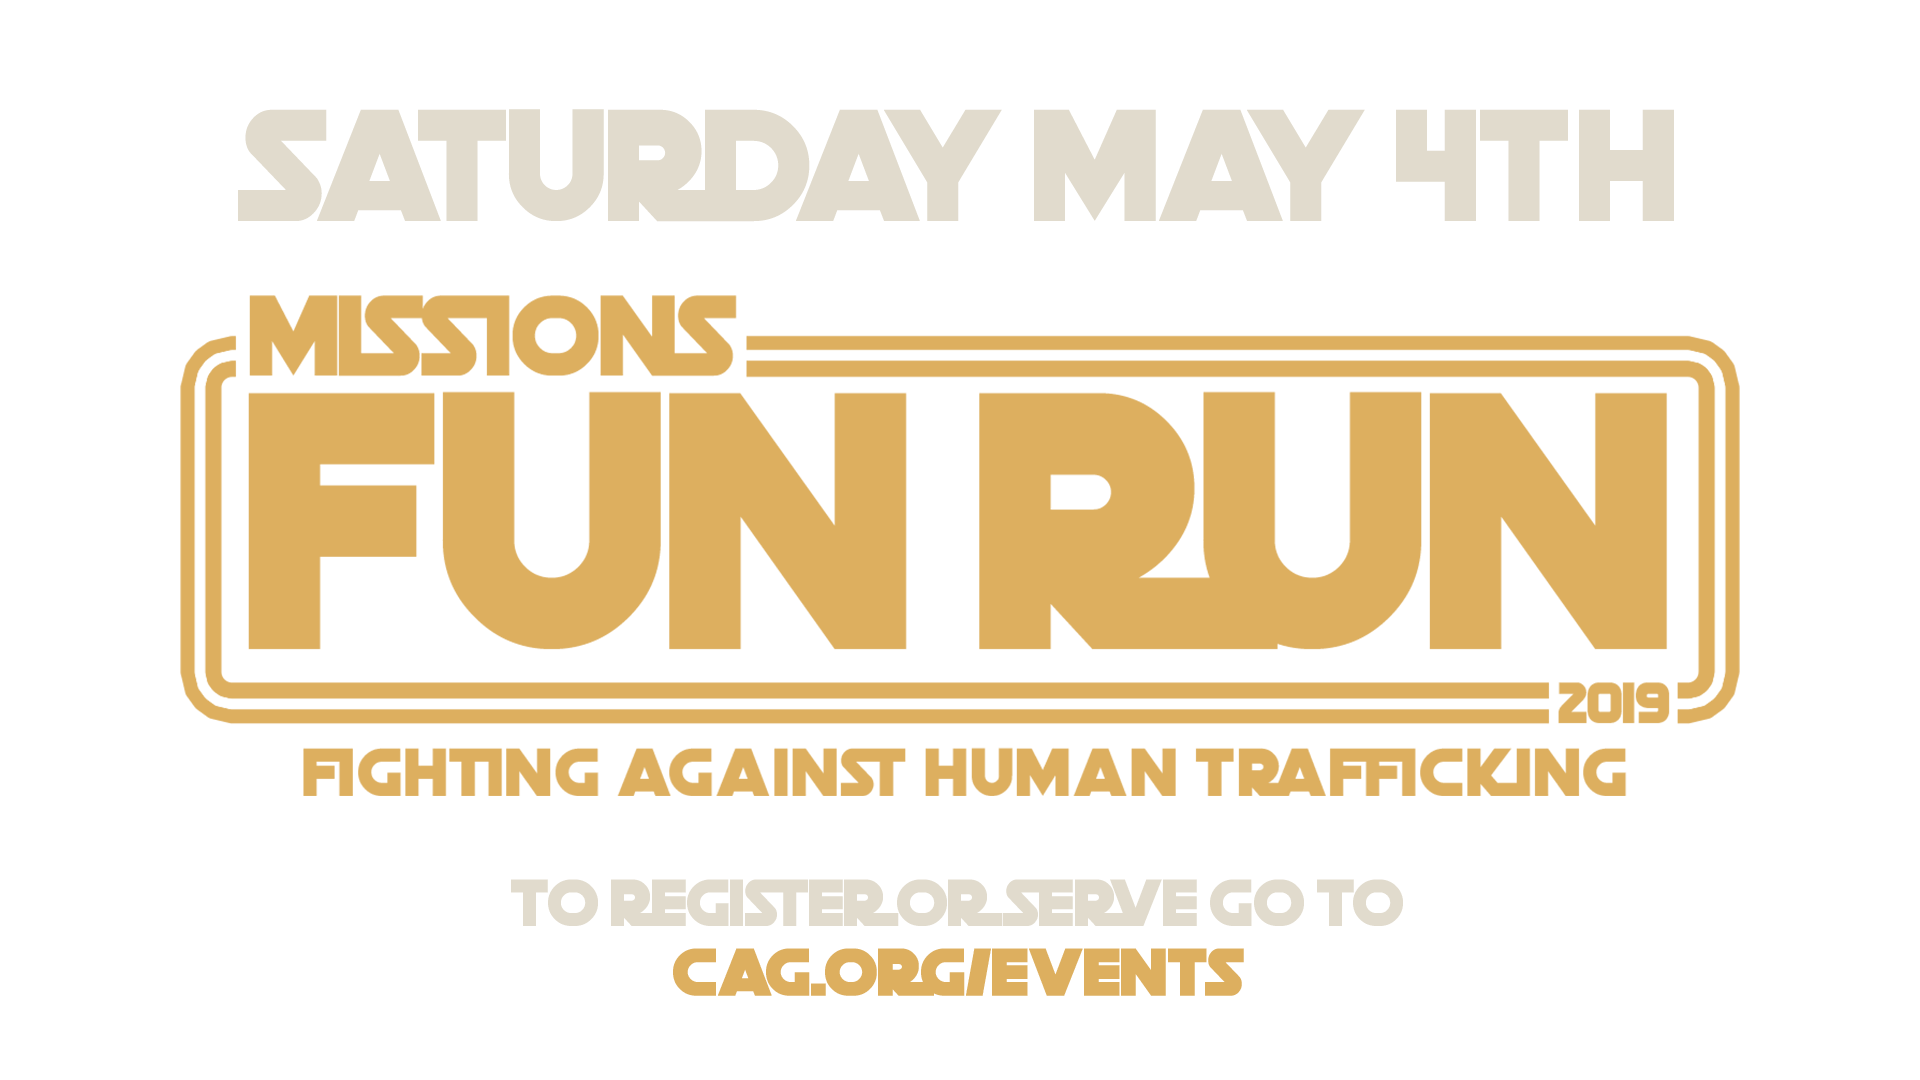 SATURDAY MAY 4TH
MISSIONS
FUN RUN
2019
FIGHTING AGAINST HUMAN TRAFFICKING
TO REGISTER OR SERVE GO TO
CAG.ORG/EVENTS